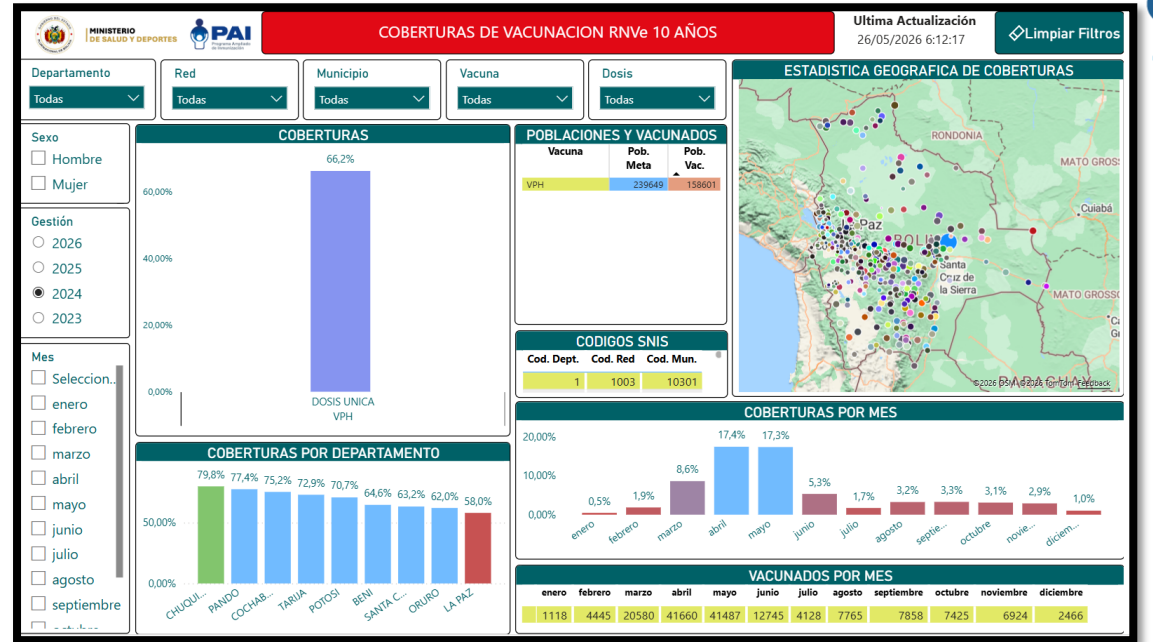 MINISTERIO
DE SALUD Y DEPORTES
PAI
Programa Ampliado
de Inmunización
COBERTURAS DE VACUNACION RNVe 10 AÑOS
Ultima Actualización
26/05/2026 6:12:17
Limpiar Filtros
Departamento
Todas
Red
Todas
Municipio
Todas
Vacuna
Todas
Dosis
Todas
Sexo
Hombre
Mujer
Gestión
2026
2025
2024
2023
Mes
Seleccion...
enero
febrero
marzo
abril
mayo
junio
julio
agosto
septiembre
octubre
COBERTURAS
66,2%
60,00%
40,00%
20,00%
0,00%
DOSIS UNICA
VPH
POBLACIONES Y VACUNADOS
Vacuna Pob. Meta Pob. Vac.
VPH 239649 158601
CODIGOS SNIS
Cod. Dept. Cod. Red Cod. Mun.
1 1003 10301
ESTADISTICA GEOGRAFICA DE COBERTURAS
RONDONIA
MATO GROSS
Cuiabá
Paz
BOLI
Santa
Cruz de
la Sierra
MATO GROSSO
PARAGUAY
©2026 OSM ©2026 TomTom Feedback
COBERTURAS POR DEPARTAMENTO
79,8% 77,4% 75,2% 72,9% 70,7% 64,6% 63,2% 62,0% 58,0%
50,00%
0,00%
CHUQUI... PANDO COCHAB... TARIJA POTOSI BENI SANTA C... ORURO LA PAZ
COBERTURAS POR MES
20,00%
10,00%
0,00%
0,5% 1,9% 8,6% 17,4% 17,3% 5,3% 1,7% 3,2% 3,3% 3,1% 2,9% 1,0%
enero febrero marzo abril mayo junio julio agosto septie... octubre novie... diciem...
VACUNADOS POR MES
enero febrero marzo abril mayo junio julio agosto septiembre octubre noviembre diciembre
1118 4445 20580 41660 41487 12745 4128 7765 7858 7425 6924 2466